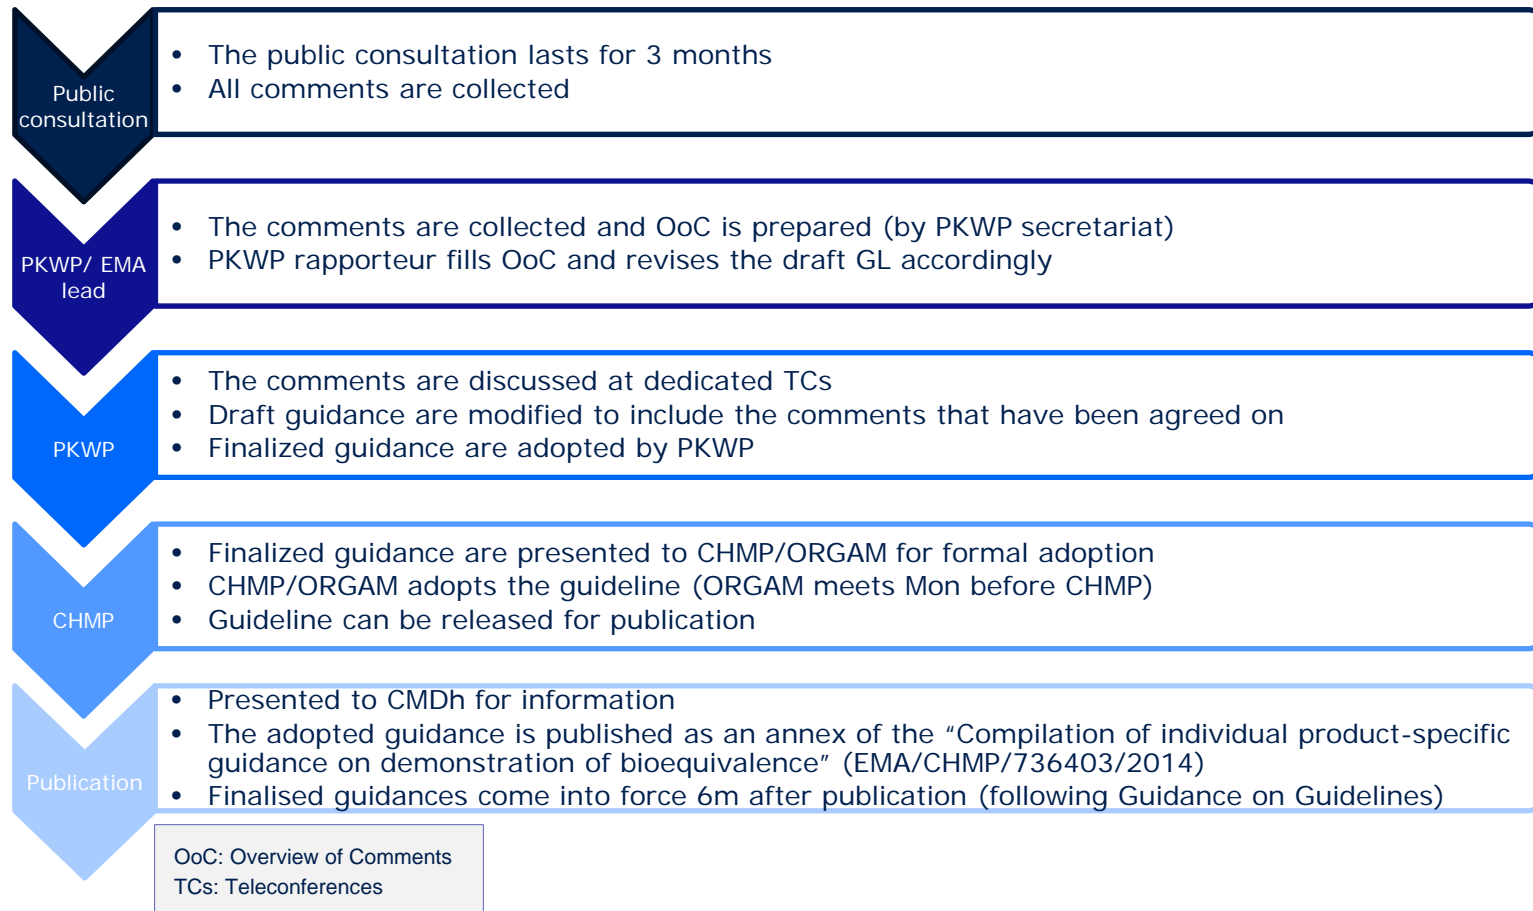 Public
consultation
• The public consultation lasts for 3 months
• All comments are collected
PKWP/ EMA
lead
• The comments are collected and OoC is prepared (by PKWP secretariat)
• PKWP rapporteur fills OoC and revises the draft GL accordingly
PKWP
• The comments are discussed at dedicated TCs
• Draft guidance are modified to include the comments that have been agreed on
• Finalized guidance are adopted by PKWP
CHMP
• Finalized guidance are presented to CHMP/ORGAM for formal adoption
• CHMP/ORGAM adopts the guideline (ORGAM meets Mon before CHMP)
• Guideline can be released for publication
Publication
• Presented to CMDh for information
• The adopted guidance is published as an annex of the “Compilation of individual product-specific
guidance on demonstration of bioequivalence” (EMA/CHMP/736403/2014)
• Finalised guidances come into force 6m after publication (following Guidance on Guidelines)
OoC: Overview of Comments
TCs: Teleconferences